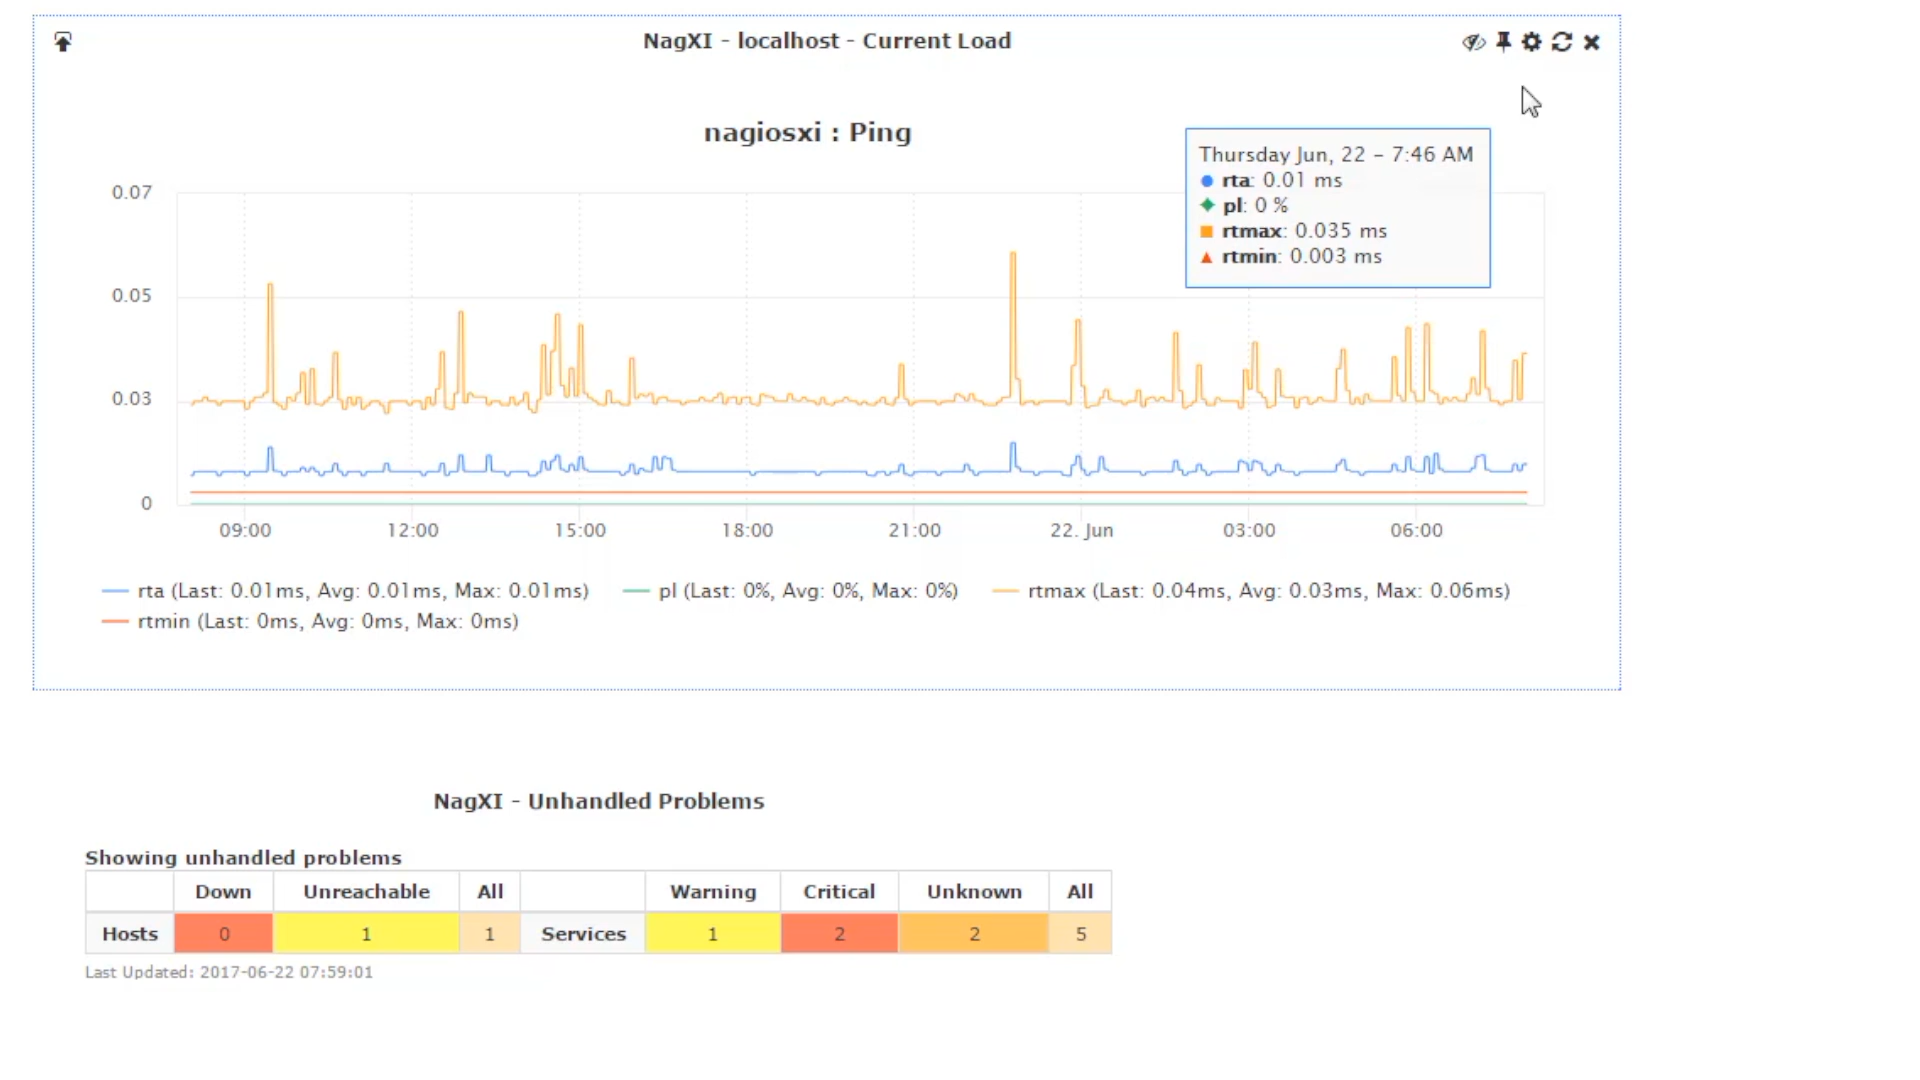 NagXI - localhost - Current Load
nagiosxi : Ping
Thursday Jun, 22 – 7:46 AM
rta: 0.01 ms
pl: 0 %
rtmax: 0.035 ms
rtmin: 0.003 ms
0.07
0.05
0.03
0
09:00 12:00 15:00 18:00 21:00 22. Jun 03:00 06:00
rta (Last: 0.01ms, Avg: 0.01ms, Max: 0.01ms) pl (Last: 0%, Avg: 0%, Max: 0%) rtmax (Last: 0.04ms, Avg: 0.03ms, Max: 0.06ms)
rtmin (Last: 0ms, Avg: 0ms, Max: 0ms)
NagXI - Unhandled Problems
Showing unhandled problems
Down Unreachable All Warning Critical Unknown All
Hosts 0 1 1 Services 1 2 2 5
Last Updated: 2017-06-22 07:59:01